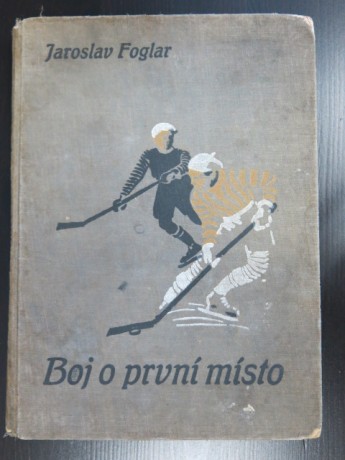 Jaroslav Foglar
Boj o první místo